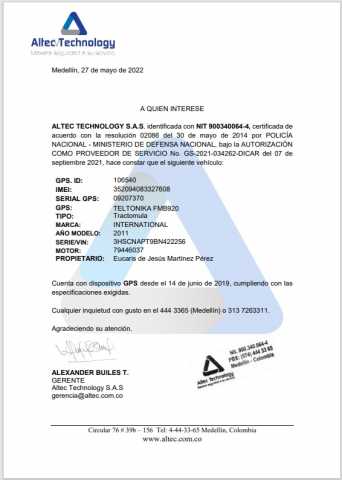 Altec Technology
Medellín, 27 de mayo de 2022
A QUIEN INTERESE
ALTEC TECHNOLOGY S.A.S. identificada con NIT 900340064-4, certificada de
acuerdo con la resolución 02086 del 30 de mayo de 2014 por POLICÍA
NACIONAL - MINISTERIO DE DEFENSA NACIONAL, bajo la AUTORIZACIÓN
COMO PROVEEDOR DE SERVICIO No. GS-2021-034262-DICAR del 07 de
septiembre 2021, hace constar que el siguiente vehículo:
GPS. ID: 106540
IMEI: 352094083327608
SERIAL GPS: 09207370
GPS: TELTONIKA FMB920
TIPO: Tractomula
MARCA: INTERNATIONAL
AÑO MODELO: 2011
SERIE/VIN: 3HSCNAPT9BN422256
MOTOR: 79446037
PROPIETARIO: Eucaris de Jesús Martínez Pérez
Cuenta con dispositivo GPS desde el 14 de junio de 2019, cumpliendo con las
especificaciones exigidas.
Cualquier inquietud con gusto en el 444 3365 (Medellín) o 313 7263311.
Agradeciendo su atención.
ALEXANDER BUILES T.
GERENTE
Altec Technology S.A.S
gerencia@altec.com.co
Nit. 900.340.064-4
PBX: (574) 444 33 65
Medellín - Colombia
Altec Technology
Circular 76 # 39b – 156 Tel: 4-44-33-65 Medellín, Colombia
www.altec.com.co